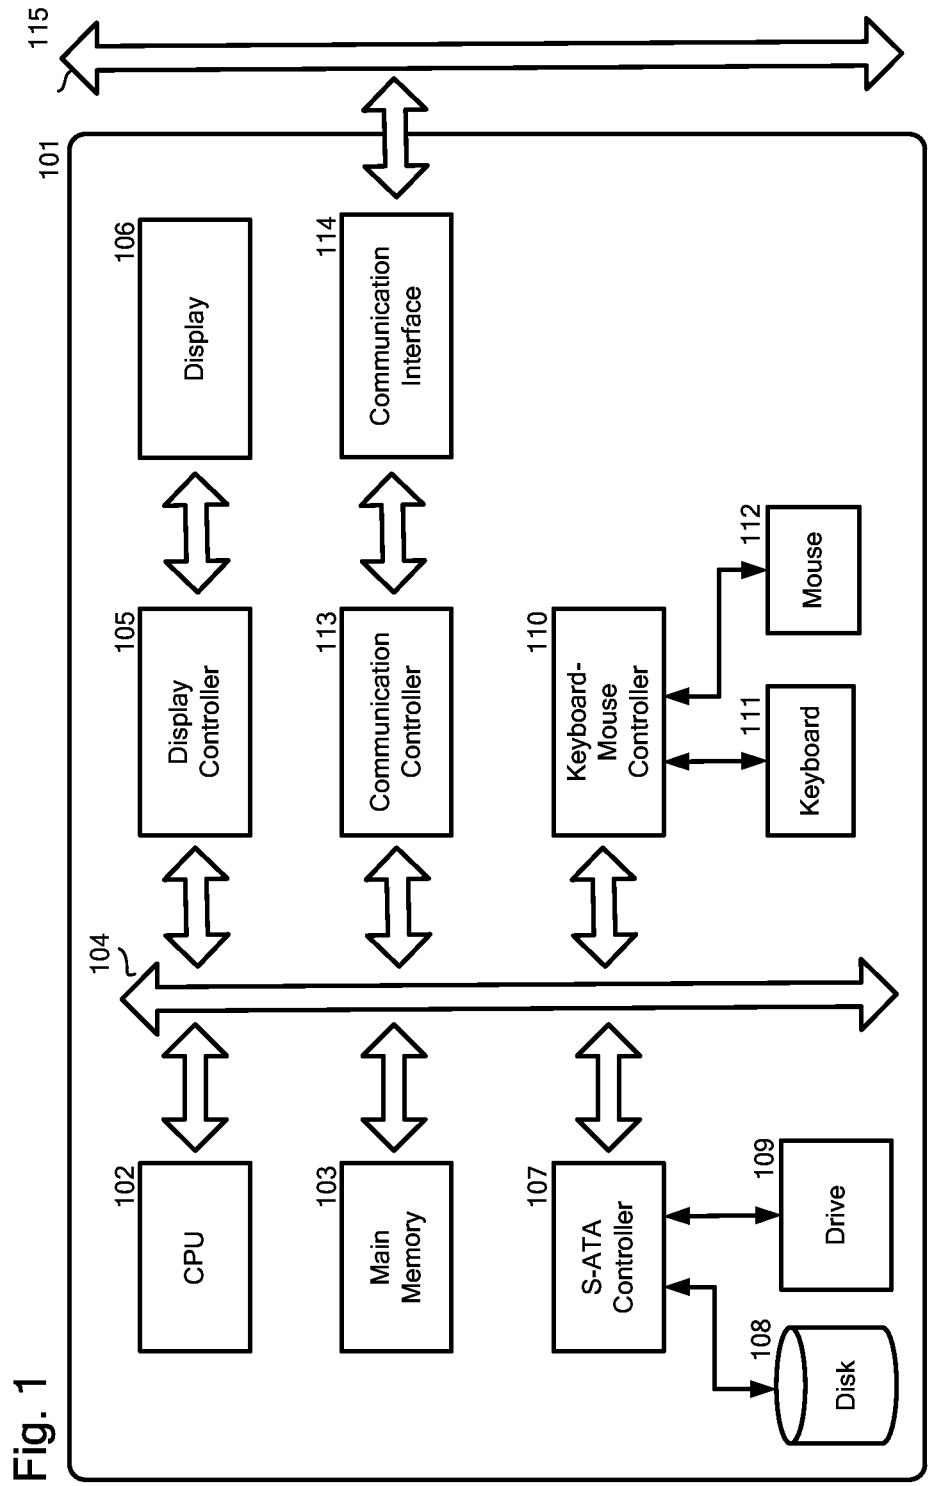 Fig. 1
101
102
CPU
104
105
Display
Controller
106
Display
115
103
Main
Memory
113
Communication
Controller
114
Communication
Interface
107
S-ATA
Controller
110
Keyboard-
Mouse
Controller
108
Disk
109
Drive
111
Keyboard
112
Mouse